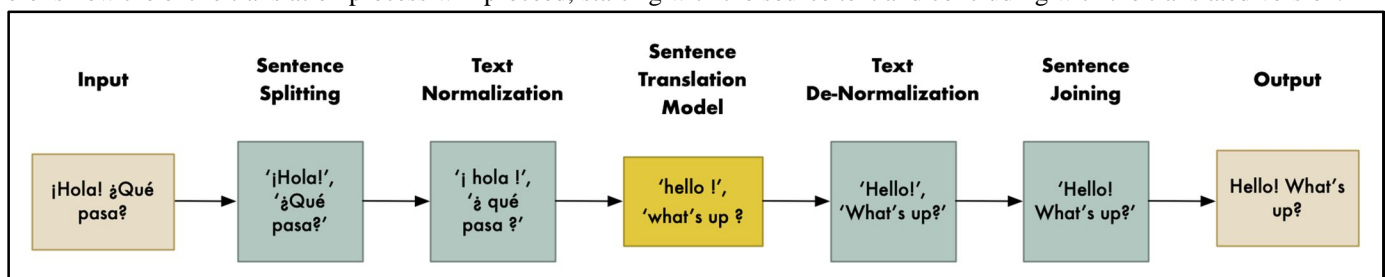 Input
Sentence
Splitting
Text
Normalization
Sentence
Translation
Model
Text
De-Normalization
Sentence
Joining
Output
¡Hola! ¿Qué
pasa?
‘¡Hola!’,
‘¿Qué
pasa?’
‘¡ hola !’,
‘¿ qué
pasa ?’
‘hello !’,
‘what’s up ?
‘Hello!’,
‘What’s up?’
‘Hello!
What’s up?’
Hello! What’s
up?